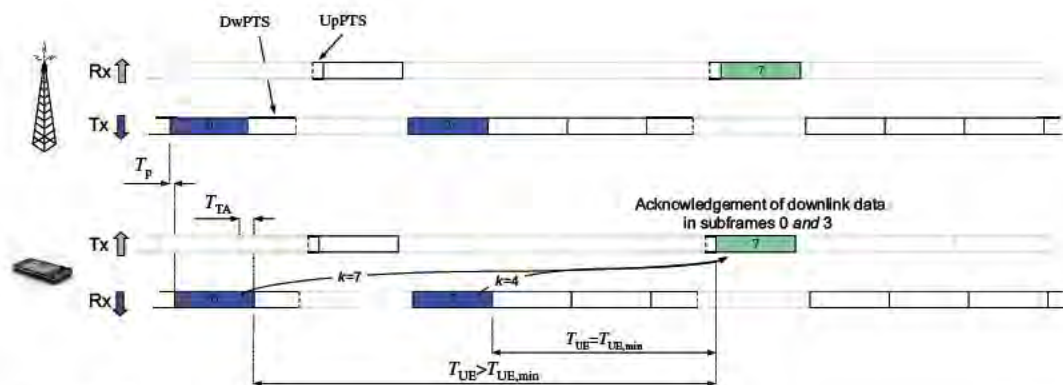 DwPTS
UpPTS
Rx
7
Tx
0
T_p
T_TA
Acknowledgement of downlink data
in subframes 0 and 3
Tx
7
k=7
k=4
Rx
T_UE=T_UE,min
T_UE>T_UE,min